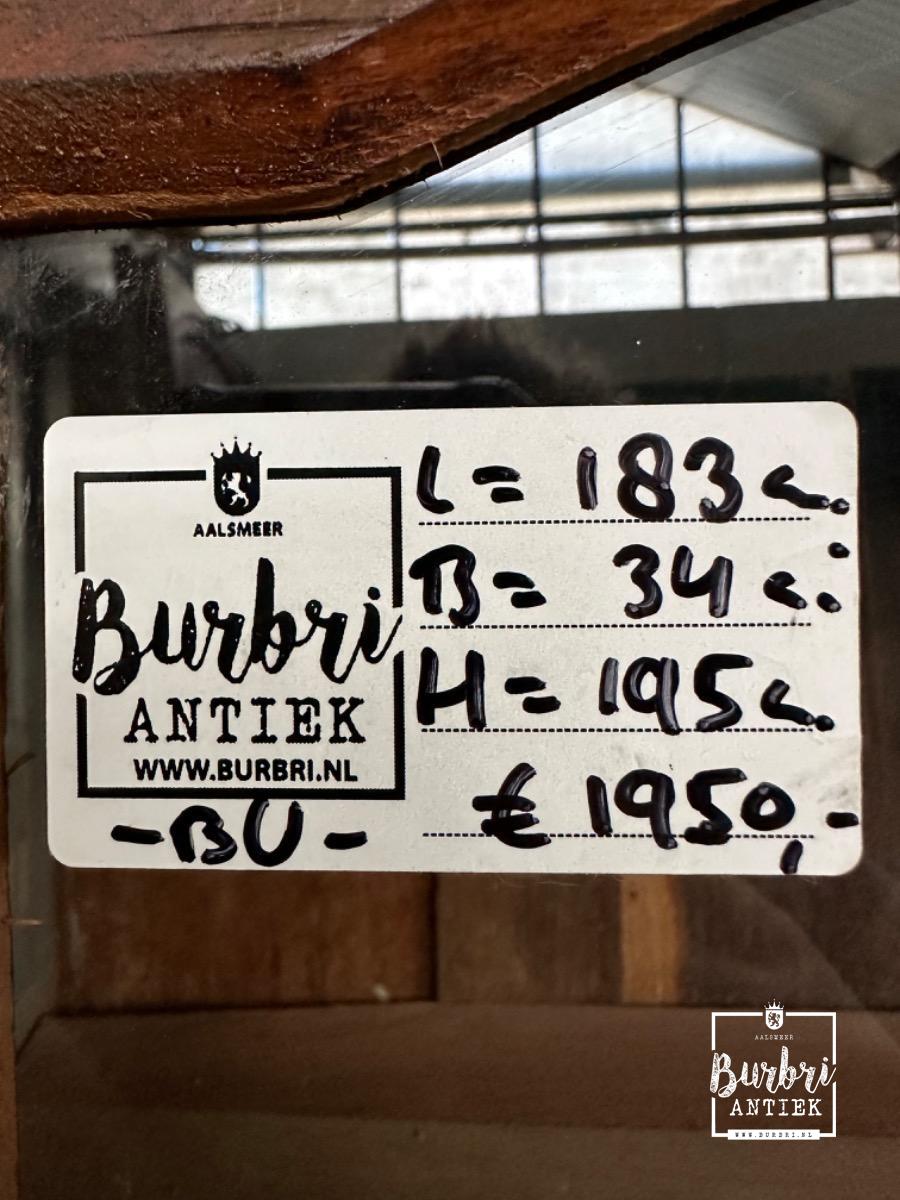 AALSMEER
Burbri
ANTIEK
WWW.BURBRI.NL
-BU-
L= 183 c.
B= 34 c.
H= 195 c.
€ 1950,-
AALSMEER
Burbri
ANTIEK
WWW.BURBRI.NL